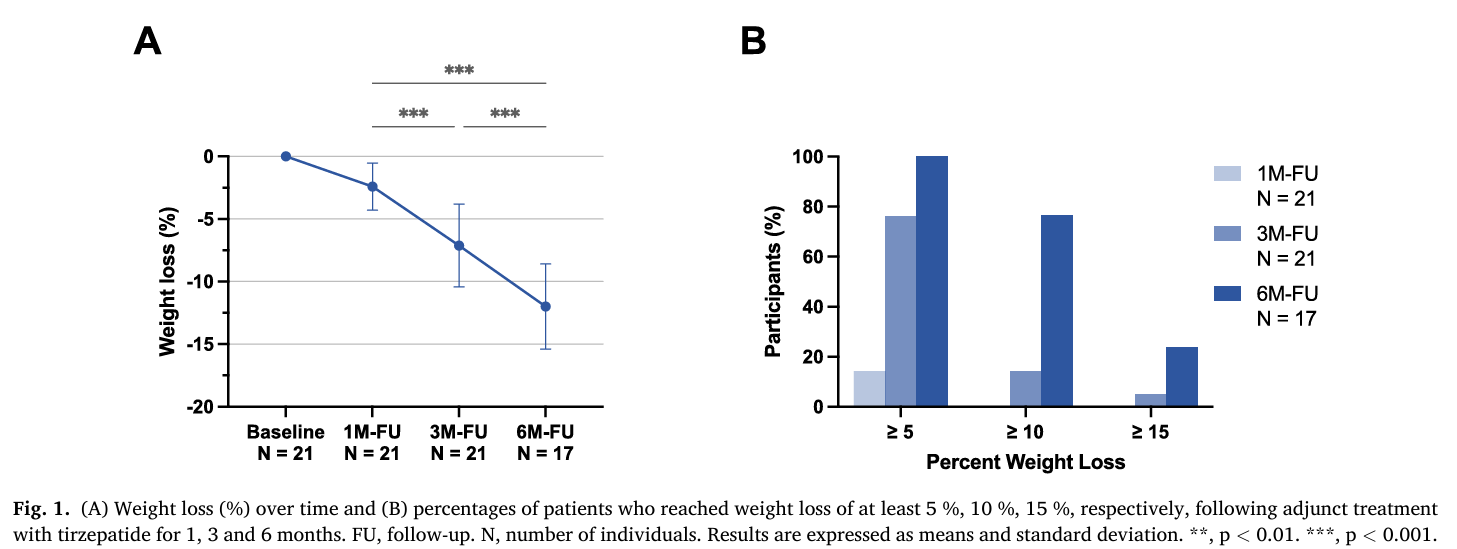 A
B
***
***
***
Weight loss (%)
0
-5
-10
-15
-20
Baseline
N = 21
1M-FU
N = 21
3M-FU
N = 21
6M-FU
N = 17
Participants (%)
100
80
60
40
20
0
≥ 5
≥ 10
≥ 15
Percent Weight Loss
1M-FU
N = 21
3M-FU
N = 21
6M-FU
N = 17
Fig. 1. (A) Weight loss (%) over time and (B) percentages of patients who reached weight loss of at least 5 %, 10 %, 15 %, respectively, following adjunct treatment
with tirzepatide for 1, 3 and 6 months. FU, follow-up. N, number of individuals. Results are expressed as means and standard deviation. **, p < 0.01. ***, p < 0.001.